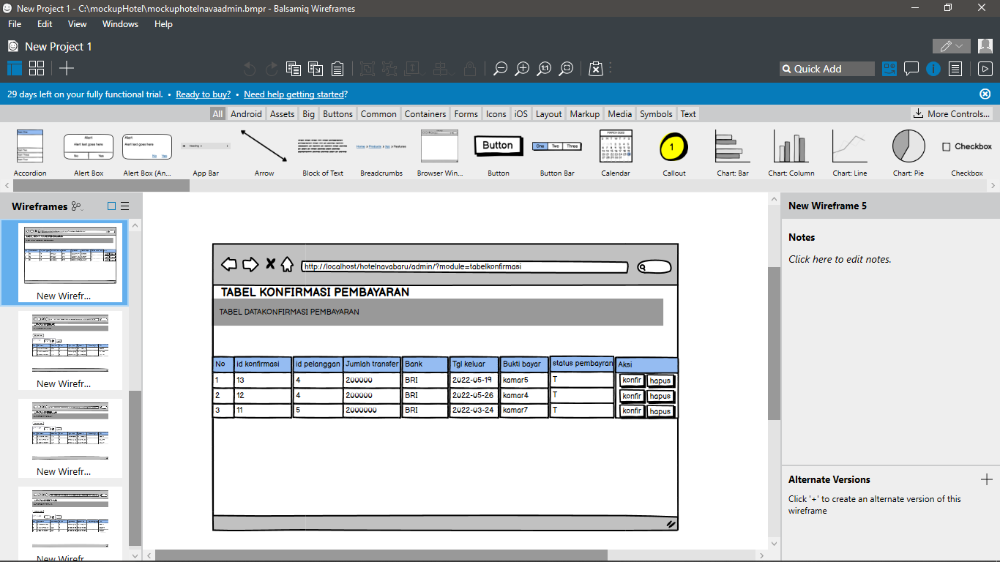 New Project 1 - C:\mockupHotel\mockuphotelnavaadmin.bmpr - Balsamiq Wireframes
File Edit View Windows Help
New Project 1
Quick Add
29 days left on your fully functional trial. • Ready to buy? • Need help getting started?
All Android Assets Big Buttons Common Containers Forms Icons iOS Layout Markup Media Symbols Text More Controls...
Button One Two Three 1 Checkbox
Accordion Alert Box Alert Box (An... App Bar Arrow Block of Text Breadcrumbs Browser Win... Button Button Bar Calendar Callout Chart: Bar Chart: Column Chart: Line Chart: Pie Checkbox
Wireframes
New Wirefr...
New Wirefr...
New Wirefr...
New Wirefr
http://localhost/hotelnavabaru/admin/?module=tabelkonfirmasi
TABEL KONFIRMASI PEMBAYARAN
TABEL DATAKONFIRMASI PEMBAYARAN
No id konfirmasi id pelanggan Jumlah transfer Bank Tgl keluar Bukti bayar status pembayran Aksi
1 13 4 200000 BRI 2022-05-19 kamar5 T konfir hapus
2 12 4 200000 BRI 2022-05-26 kamar4 T konfir hapus
3 11 5 2000000 BRI 2022-03-24 kamar7 T konfir hapus
New Wireframe 5
Notes
Click here to edit notes.
Alternate Versions
Click '+' to create an alternate version of this
wireframe